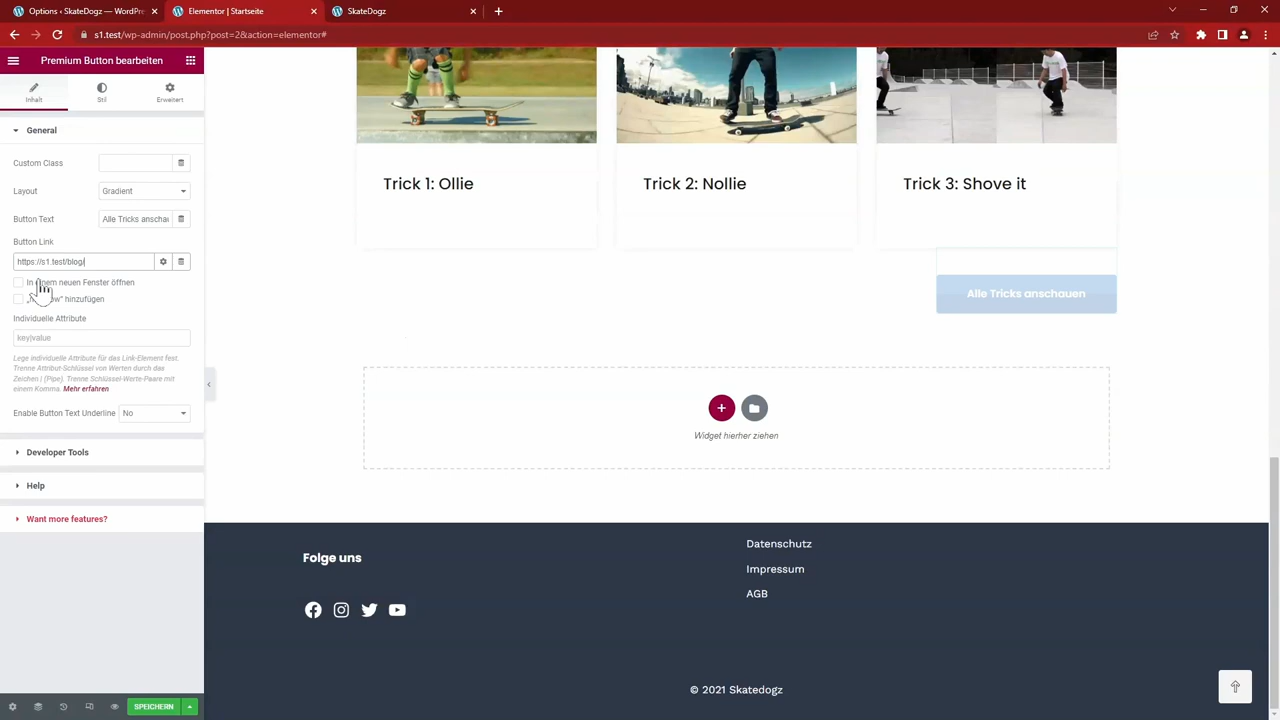 Options ‹ SkateDogz — WordPre
Elementor | Startseite
SkateDogz
s1.test/wp-admin/post.php?post=2&action=elementor#
Premium Button bearbeiten
Inhalt
Stil
Erweitert
General
Custom Class
Layout
Gradient
Button Text
Alle Tricks anschau
Button Link
https://s1.test/blog/
In einem neuen Fenster öffnen
hinzufügen
Individuelle Attribute
key|value
Lege individuelle Attribute für das Link-Element fest.
Trenne Attribut-Schlüssel von Werten durch das
Zeichen | (Pipe). Trenne Schlüssel-Werte-Paare mit
einem Komma. Mehr erfahren
Enable Button Text Underline
No
Developer Tools
Help
Want more features?
SPEICHERN
Trick 1: Ollie
Trick 2: Nollie
Trick 3: Shove it
Alle Tricks anschauen
Widget hierher ziehen
Folge uns
Datenschutz
Impressum
AGB
© 2021 Skatedogz